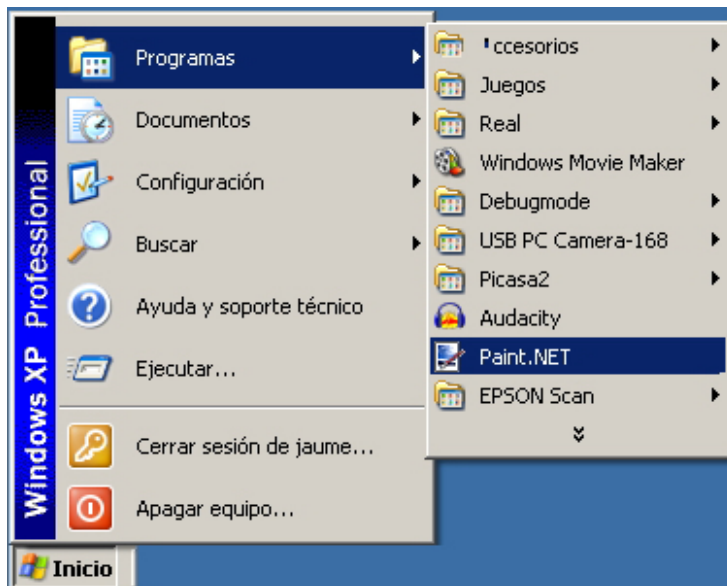 Windows XP Professional
Programas
Documentos
Configuración
Buscar
Ayuda y soporte técnico
Ejecutar...
Cerrar sesión de jaume...
Apagar equipo...
Inicio
ccesorios
Juegos
Real
Windows Movie Maker
Debugmode
USB PC Camera-168
Picasa2
Audacity
Paint.NET
EPSON Scan